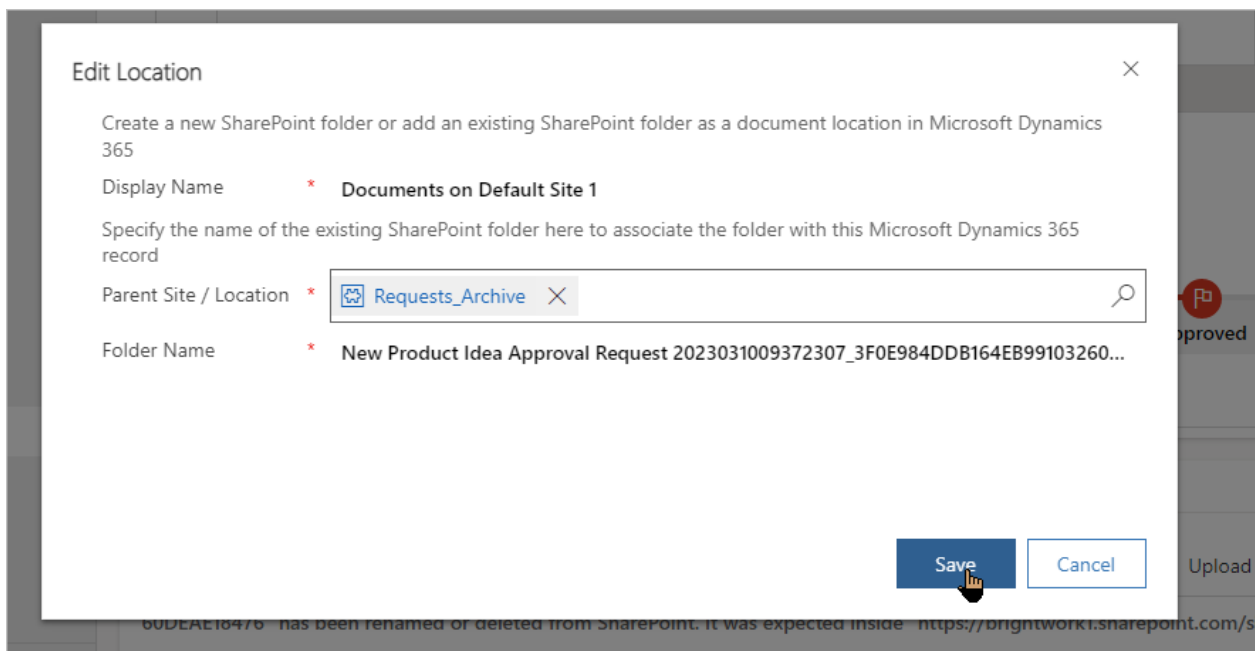 Edit Location
Create a new SharePoint folder or add an existing SharePoint folder as a document location in Microsoft Dynamics
365
Display Name * Documents on Default Site 1
Specify the name of the existing SharePoint folder here to associate the folder with this Microsoft Dynamics 365
record
Parent Site / Location * Requests_Archive
pproved
Folder Name * New Product Idea Approval Request 2023031009372307_3F0E984DDB164EB99103260...
Save Cancel Upload
60DEAE18476" has been renamed or deleted from SharePoint. It was expected inside "https://brightwork1.sharepoint.com/s